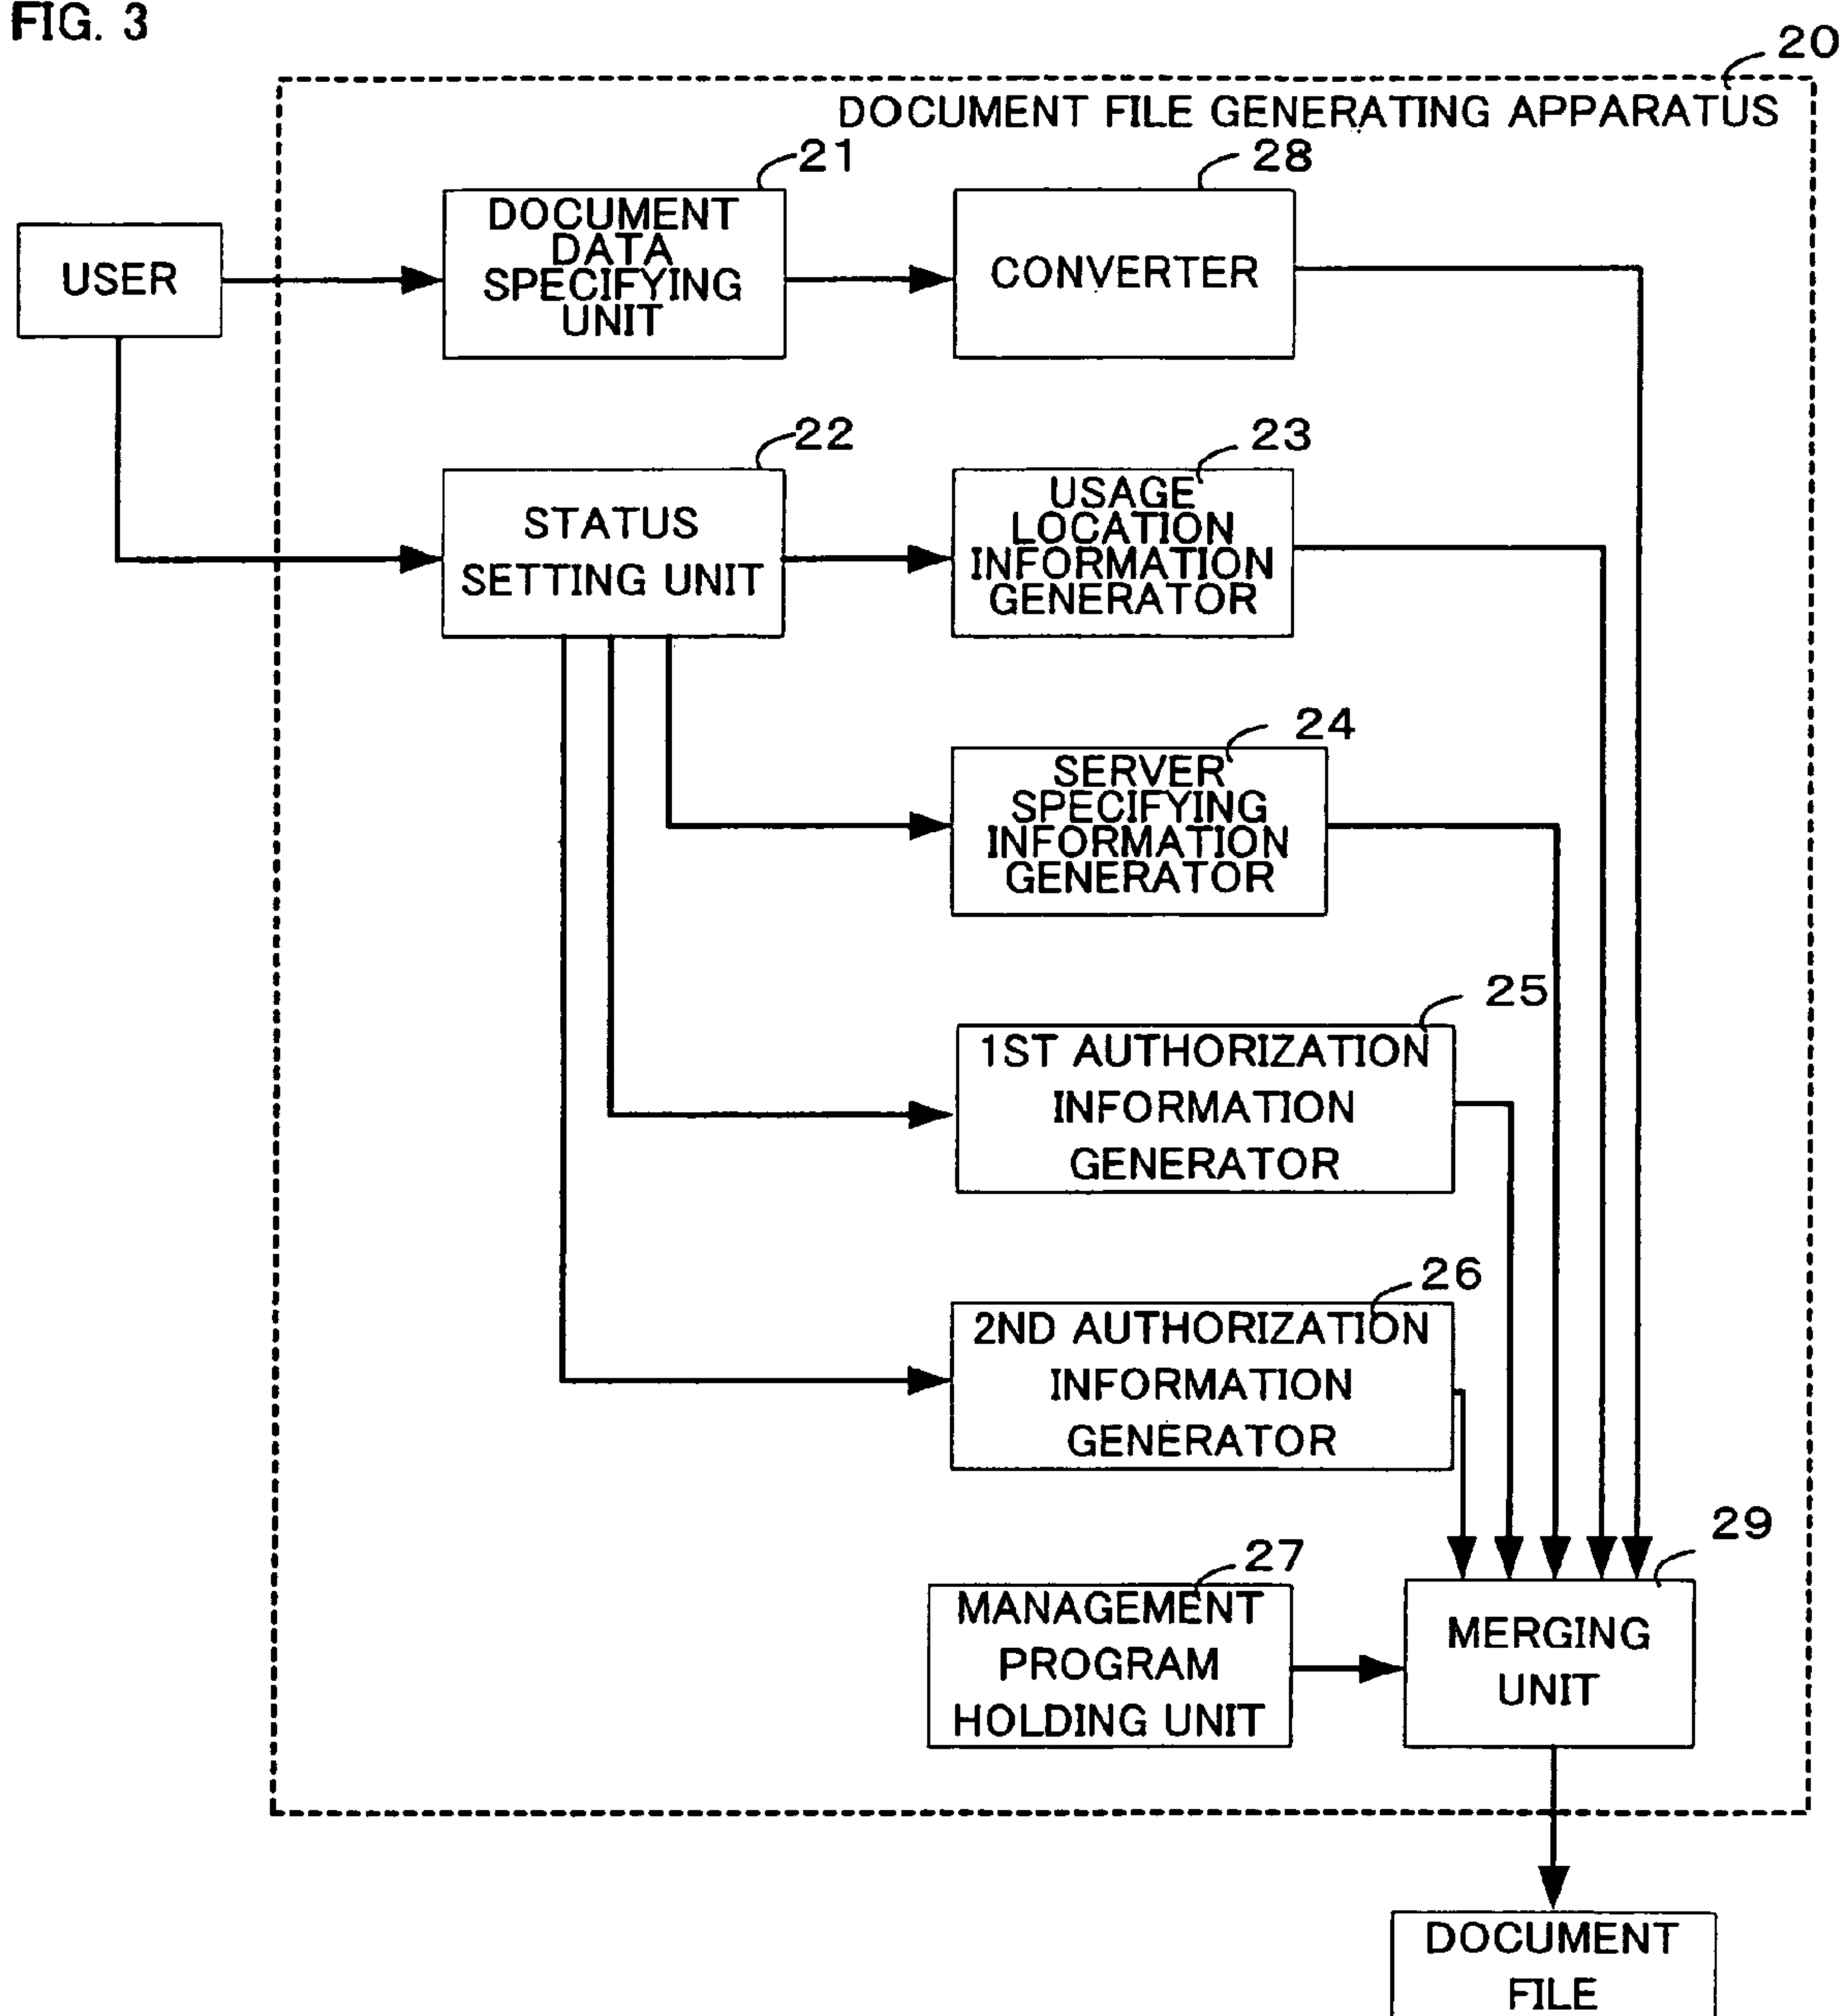 FIG. 3
20
DOCUMENT FILE GENERATING APPARATUS
21
28
USER
DOCUMENT
DATA
SPECIFYING
UNIT
CONVERTER
22
23
STATUS
SETTING UNIT
USAGE
LOCATION
INFORMATION
GENERATOR
24
SERVER
SPECIFYING
INFORMATION
GENERATOR
25
1ST AUTHORIZATION
INFORMATION
GENERATOR
26
2ND AUTHORIZATION
INFORMATION
GENERATOR
27
29
MANAGEMENT
PROGRAM
HOLDING UNIT
MERGING
UNIT
DOCUMENT
FILE